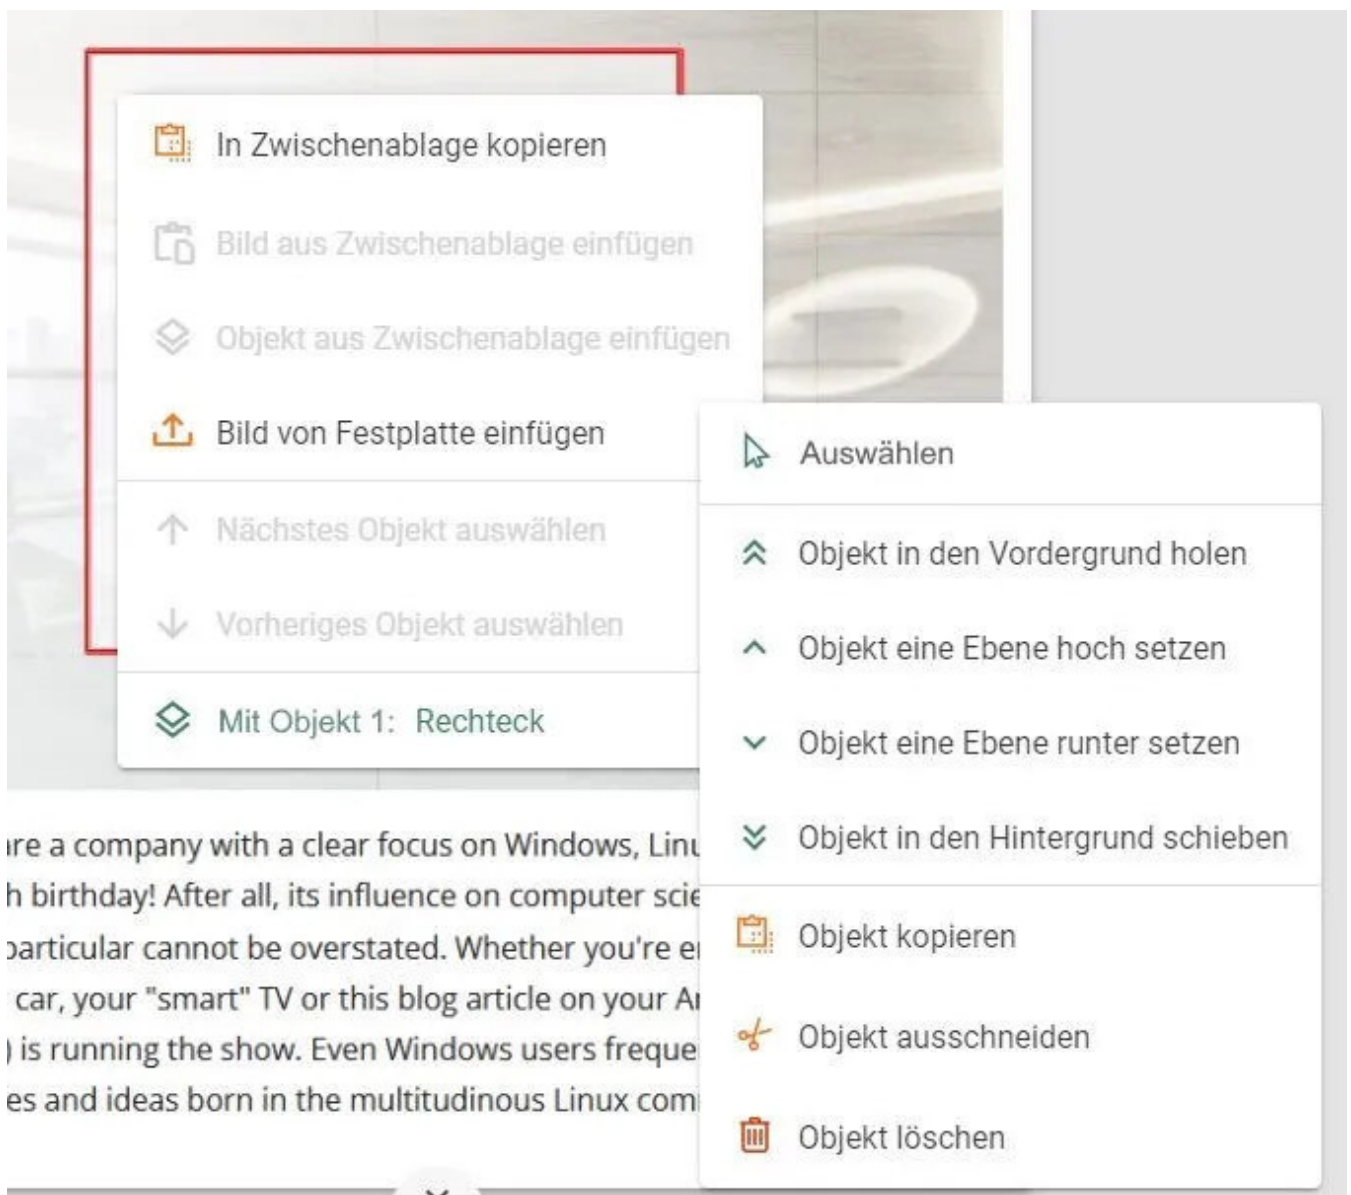 In Zwischenablage kopieren
Bild aus Zwischenablage einfügen
Objekt aus Zwischenablage einfügen
Bild von Festplatte einfügen
Nächstes Objekt auswählen
Vorheriges Objekt auswählen
Mit Objekt 1: Rechteck
Auswählen
Objekt in den Vordergrund holen
Objekt eine Ebene hoch setzen
Objekt eine Ebene runter setzen
Objekt in den Hintergrund schieben
Objekt kopieren
Objekt ausschneiden
Objekt löschen
are a company with a clear focus on Windows,
h birthday! After all, its influence on computer
particular cannot be overstated. Whether you're
car, your "smart" TV or this blog article on your
) is running the show. Even Windows users
es and ideas born in the multitudinous Linux